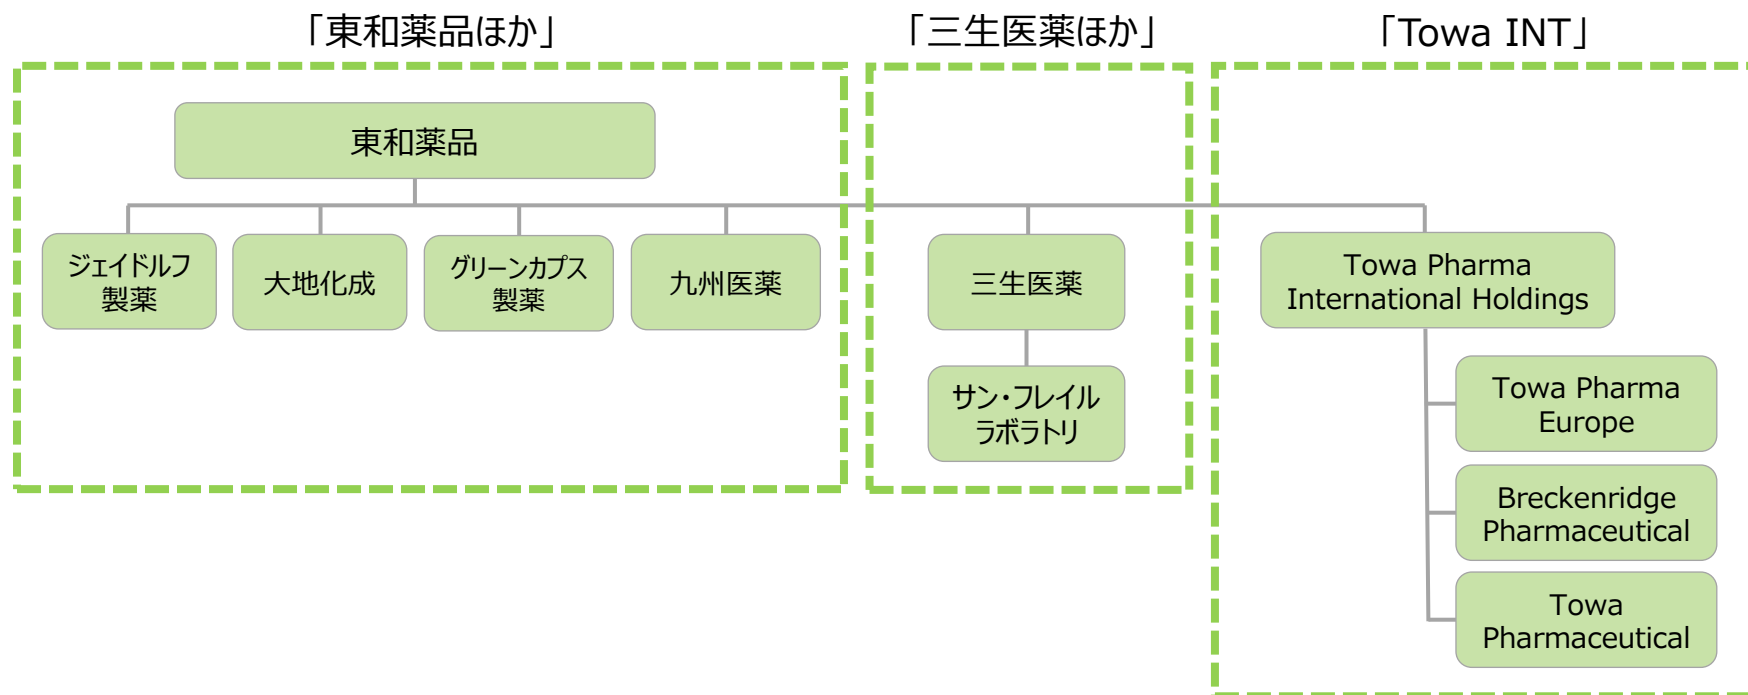 「東和薬品ほか」
「三生医薬ほか」
「Towa INT」
東和薬品
ジェイドルフ
製薬
大地化成
グリーンカプス
製薬
九州医薬
三生医薬
サン・フレイル
ラボラトリ
Towa Pharma
International Holdings
Towa Pharma
Europe
Breckenridge
Pharmaceutical
Towa
Pharmaceutical